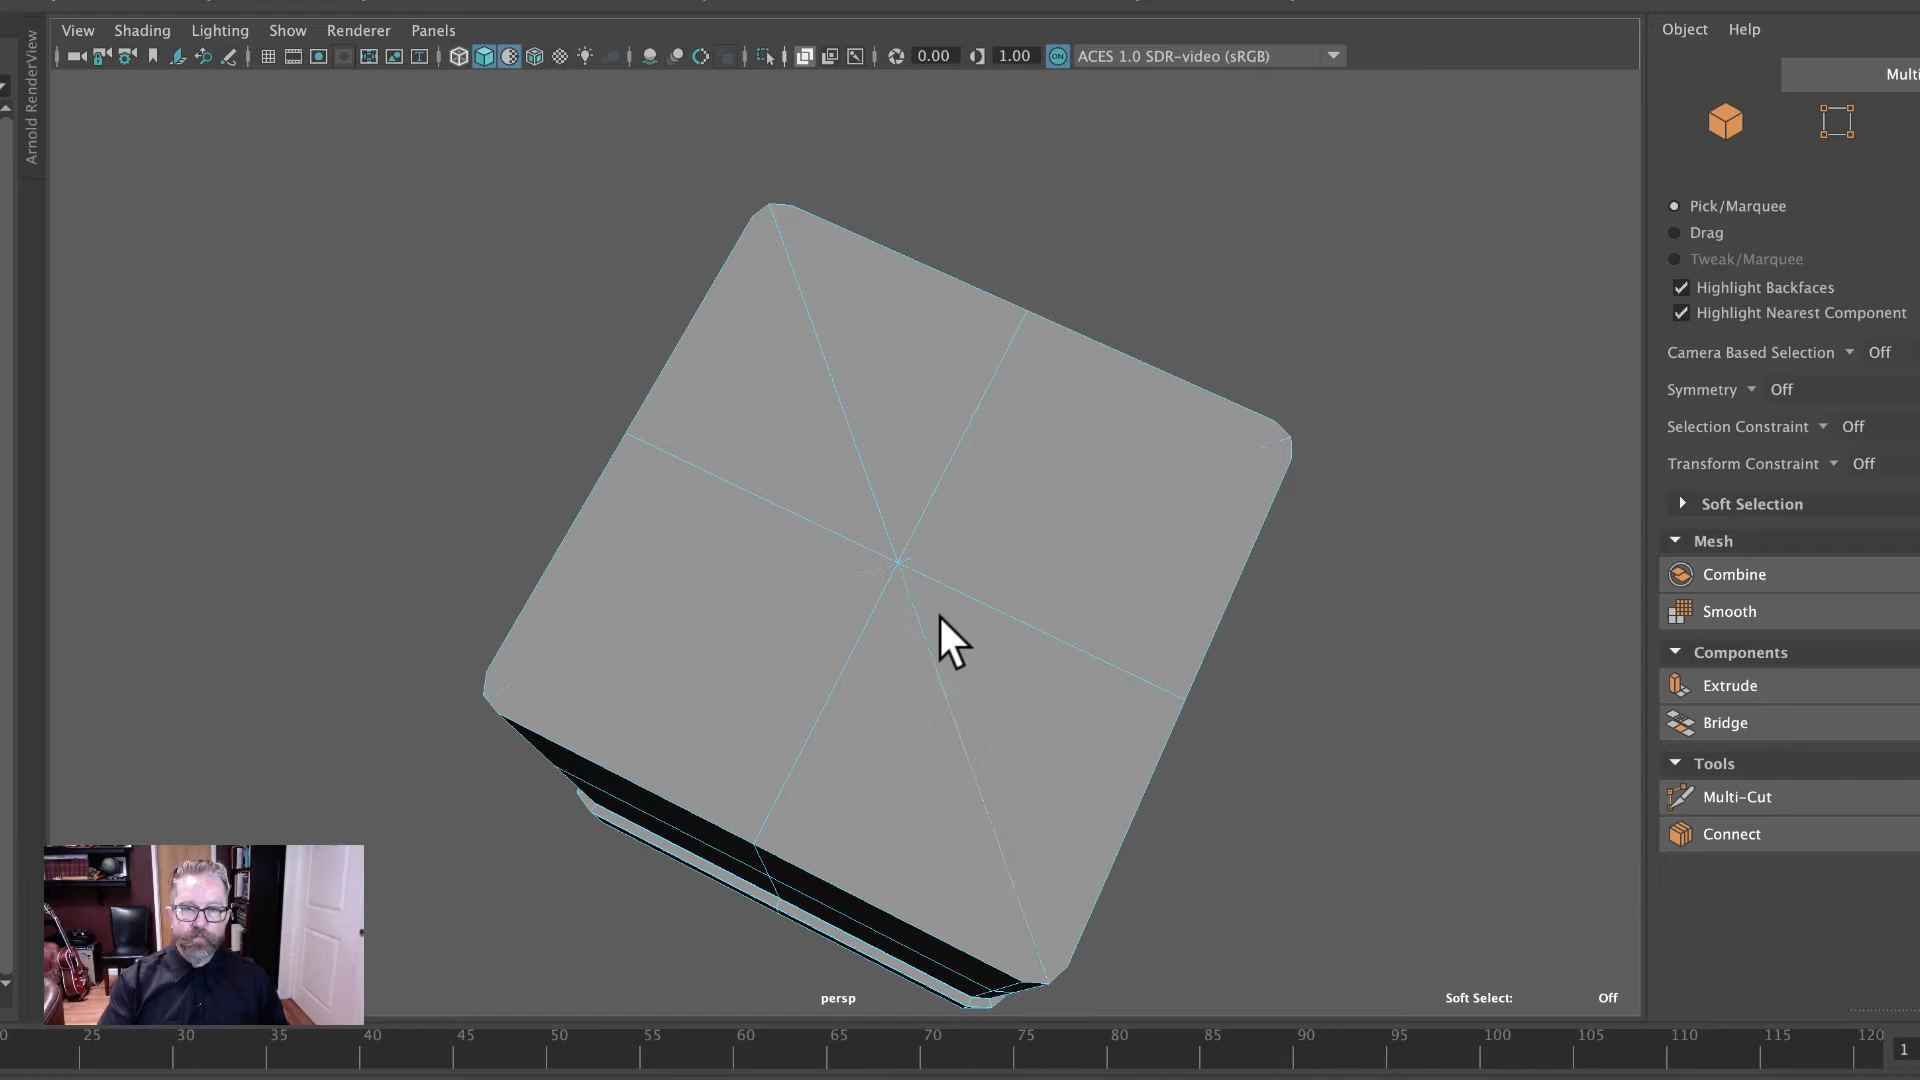 View Shading Lighting Show Renderer Panels
Object Help
0.00 1.00 ON ACES 1.0 SDR-video (sRGB)
Arnold RenderView
Multi
Pick/Marquee
Drag
Tweak/Marquee
Highlight Backfaces
Highlight Nearest Component
Camera Based Selection Off
Symmetry Off
Selection Constraint Off
Transform Constraint Off
Soft Selection
Mesh
Combine
Smooth
Components
Extrude
Bridge
Tools
Multi-Cut
Connect
persp
Soft Select: Off
0 25 30 35 40 45 50 55 60 65 70 75 80 85 90 95 100 105 110 115 120
1